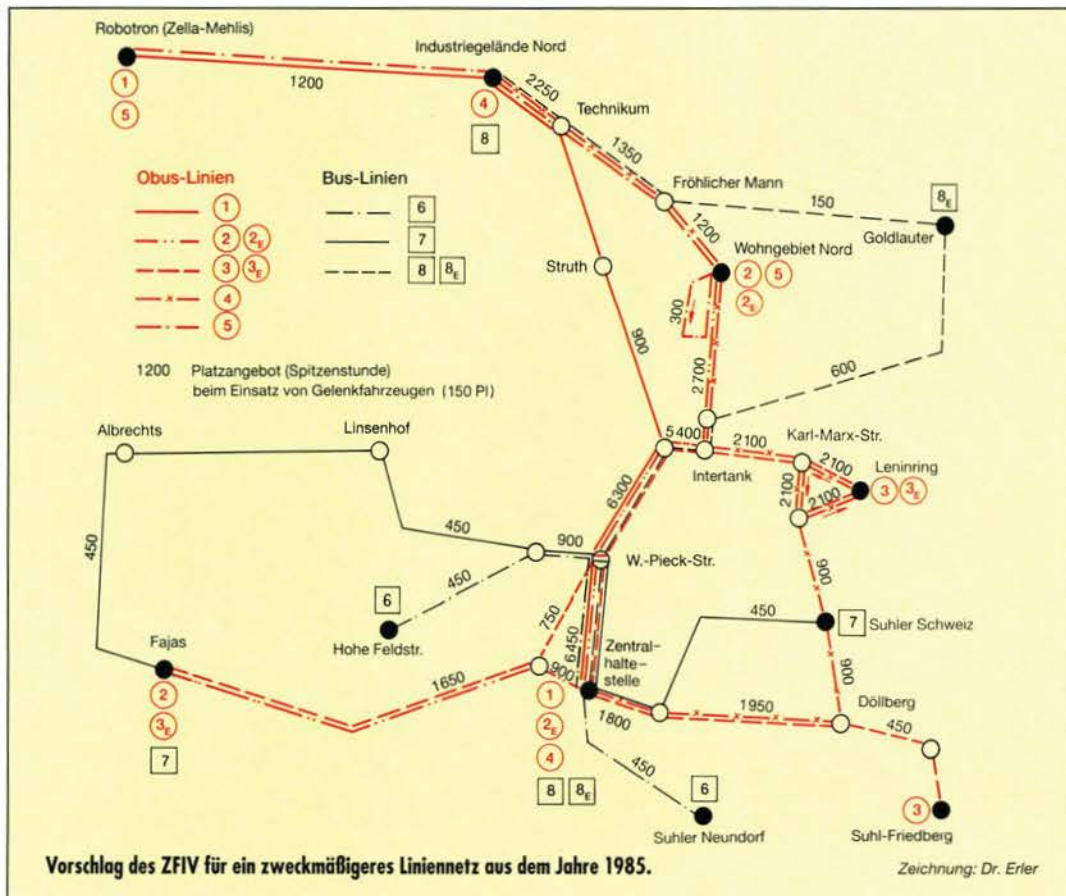 Robotron (Zella-Mehlis)
1
5
1200
Industriegelände Nord
4
8
2250
Technikum
1350
Fröhlicher Mann
150
8E
Goldlauter
1200
Wohngebiet Nord
2 5
2E
300
Struth
900
2700
600
Obus-Linien
1
2 2E
3 3E
4
5
Bus-Linien
6
7
8 8E
1200 Platzangebot (Spitzenstunde)
beim Einsatz von Gelenkfahrzeugen (150 Pl)
Albrechts
Linsenhof
5400
Intertank
2100
Karl-Marx-Str.
2100
Leninring
3 3E
2100
2100
6300
450
450
900
W.-Pieck-Str.
450
6
Hohe Feldstr.
750
6450
Zentral-
halte-
stelle
900
450
7 Suhler Schweiz
900
Fajas
2
3E
7
1650
900
1
2E
4
8 8E
1800
1950
Döllberg
450
450
6
Suhler Neundorf
3
Suhl-Friedberg
Vorschlag des ZFIV für ein zweckmäßigeres Liniennetz aus dem Jahre 1985.
Zeichnung: Dr. Erler